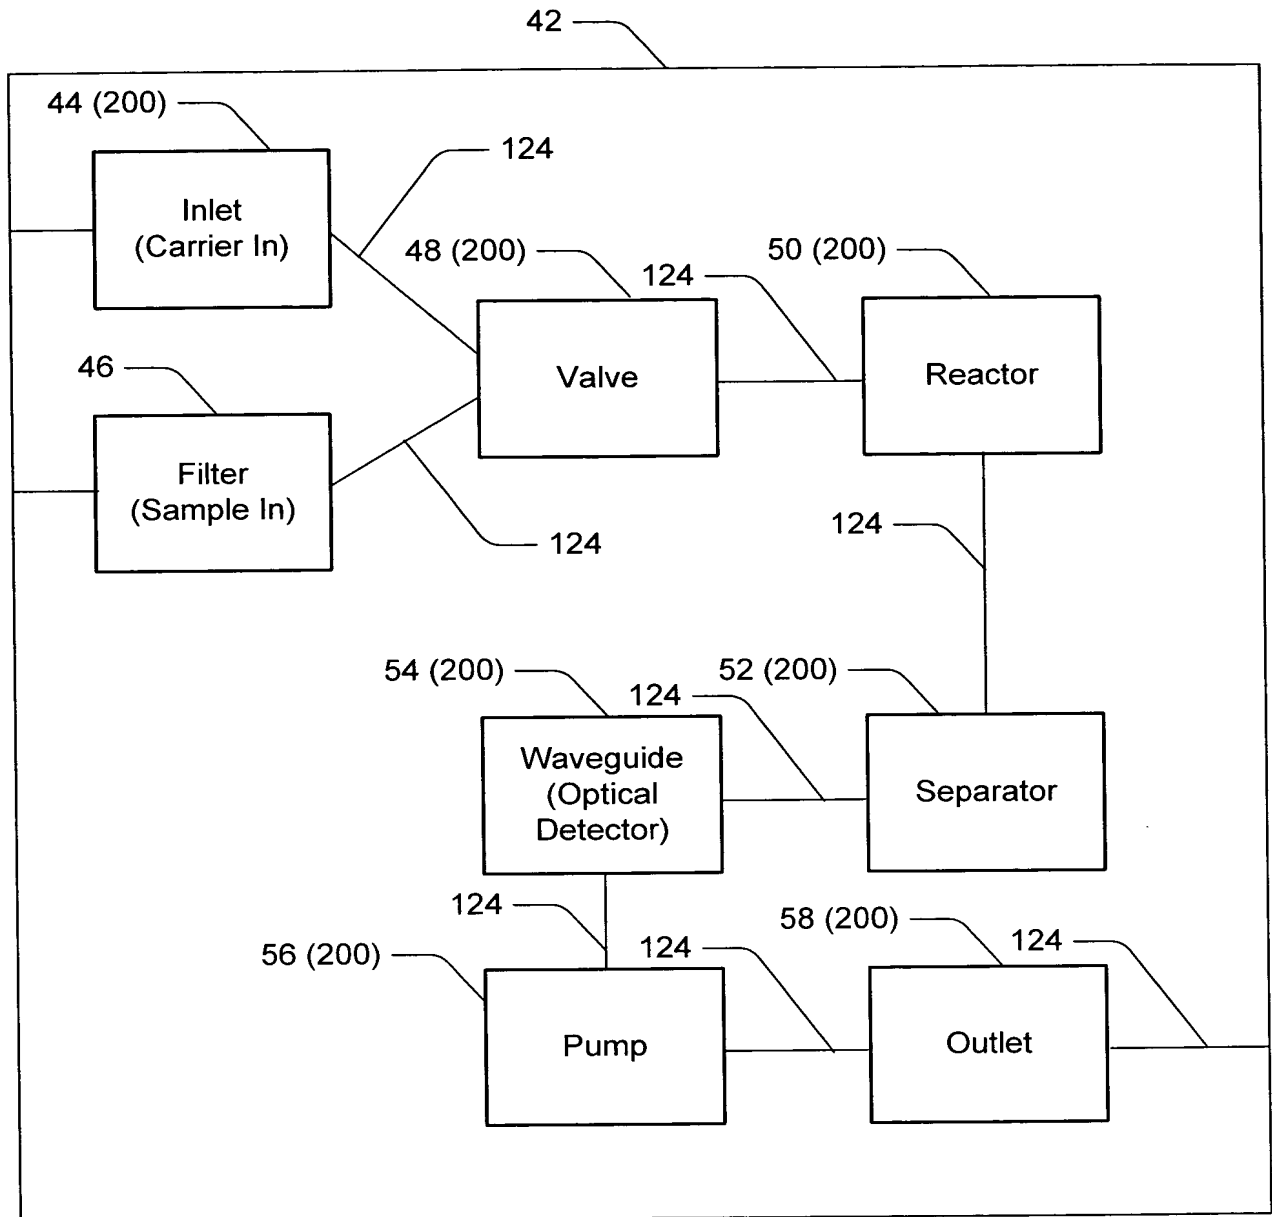 42
44 (200)
124
Inlet
(Carrier In)
48 (200)
124
50 (200)
46
Valve
Reactor
Filter
(Sample In)
124
124
54 (200)
124
52 (200)
Waveguide
(Optical
Detector)
Separator
124
56 (200)
124
58 (200)
124
Pump
Outlet